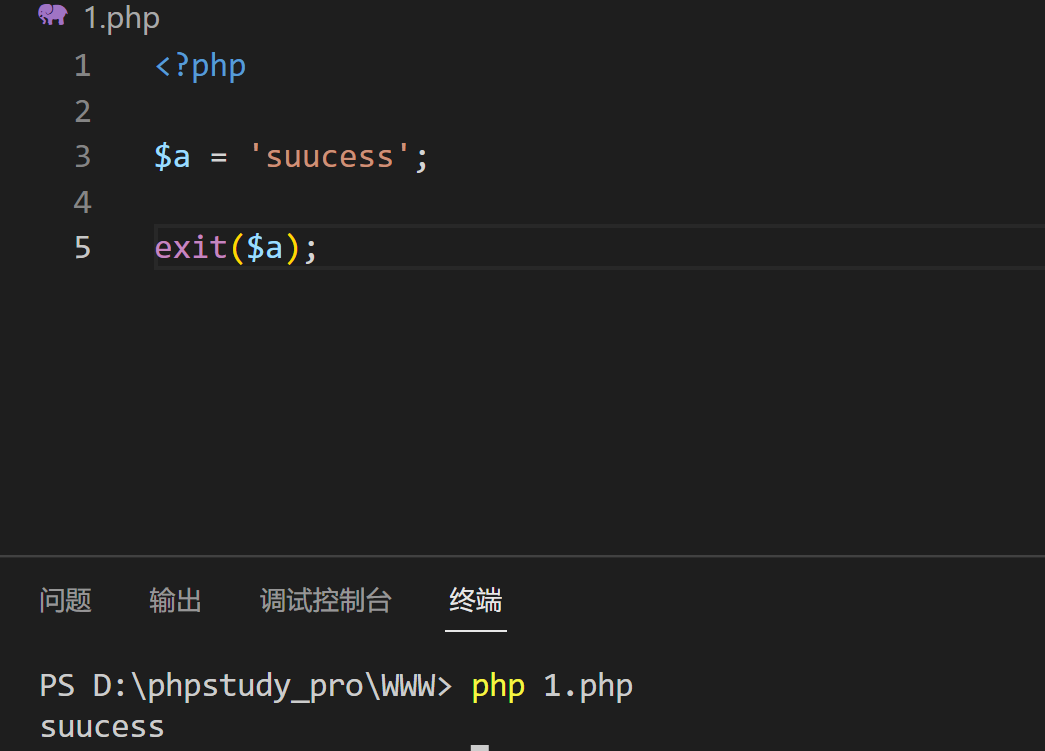 1.php
1 <?php
2
3 $a = 'suucess';
4
5 exit($a);
问题 输出 调试控制台 终端
PS D:\phpstudy_pro\WWW> php 1.php
suucess